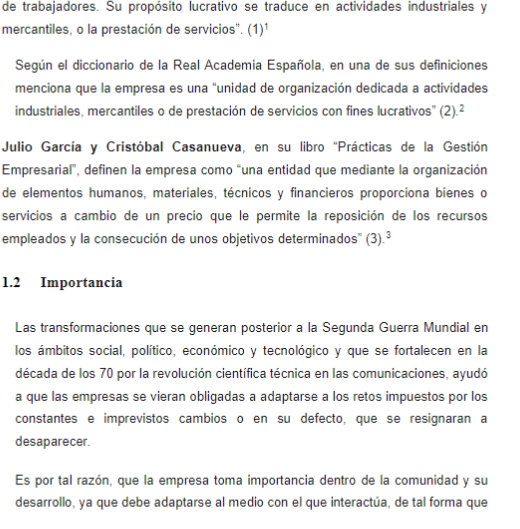 de trabajadores. Su propósito lucrativo se traduce en actividades industriales y
mercantiles, o la prestación de servicios”. (1)¹
Según el diccionario de la Real Academia Española, en una de sus definiciones
menciona que la empresa es una “unidad de organización dedicada a actividades
industriales, mercantiles o de prestación de servicios con fines lucrativos” (2).²
Julio García y Cristóbal Casanueva, en su libro “Prácticas de la Gestión
Empresarial”, definen la empresa como “una entidad que mediante la organización
de elementos humanos, materiales, técnicos y financieros proporciona bienes o
servicios a cambio de un precio que le permite la reposición de los recursos
empleados y la consecución de unos objetivos determinados” (3).³
1.2 Importancia
Las transformaciones que se generan posterior a la Segunda Guerra Mundial en
los ámbitos social, político, económico y tecnológico y que se fortalecen en la
década de los 70 por la revolución científica técnica en las comunicaciones, ayudó
a que las empresas se vieran obligadas a adaptarse a los retos impuestos por los
constantes e imprevistos cambios o en su defecto, que se resignaran a
desaparecer.
Es por tal razón, que la empresa toma importancia dentro de la comunidad y su
desarrollo, ya que debe adaptarse al medio con el que interactúa, de tal forma que